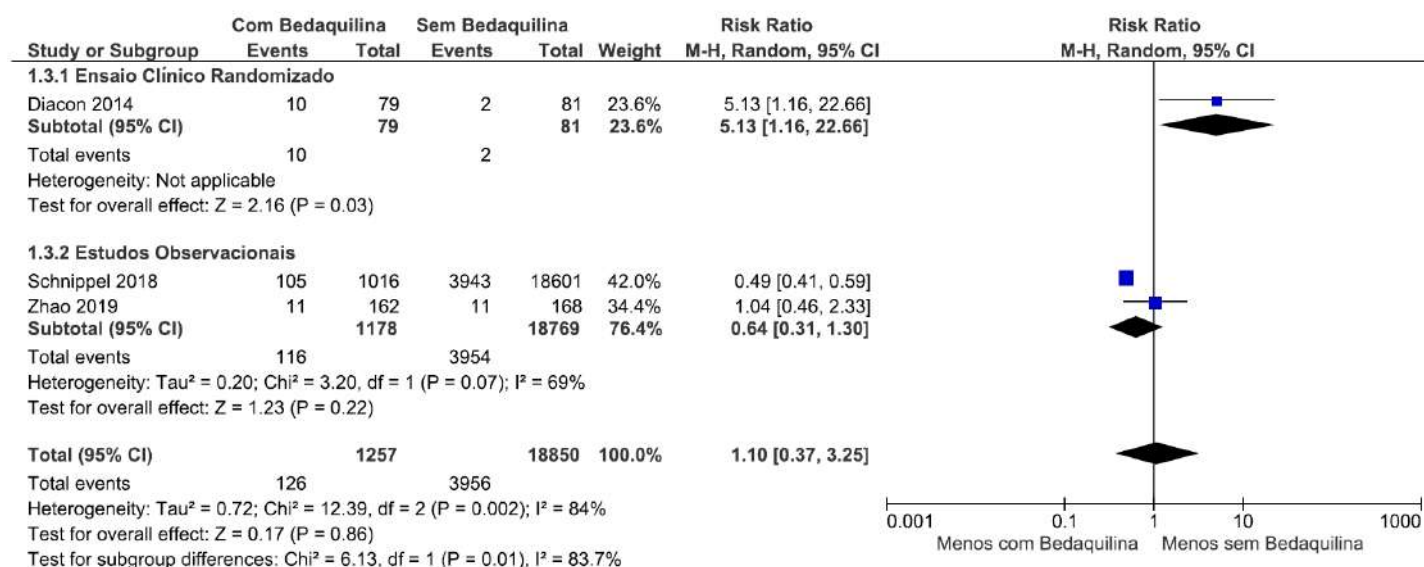 Com Bedaquilina Sem Bedaquilina Risk Ratio Risk Ratio
Study or Subgroup Events Total Events Total Weight M-H, Random, 95% CI M-H, Random, 95% CI
1.3.1 Ensaio Clínico Randomizado
Diacon 2014 10 79 2 81 23.6% 5.13 [1.16, 22.66]
Subtotal (95% CI) 79 81 23.6% 5.13 [1.16, 22.66]
Total events 10 2
Heterogeneity: Not applicable
Test for overall effect: Z = 2.16 (P = 0.03)
1.3.2 Estudos Observacionais
Schnippel 2018 105 1016 3943 18601 42.0% 0.49 [0.41, 0.59]
Zhao 2019 11 162 11 168 34.4% 1.04 [0.46, 2.33]
Subtotal (95% CI) 1178 18769 76.4% 0.64 [0.31, 1.30]
Total events 116 3954
Heterogeneity: Tau² = 0.20; Chi² = 3.20, df = 1 (P = 0.07); I² = 69%
Test for overall effect: Z = 1.23 (P = 0.22)
Total (95% CI) 1257 18850 100.0% 1.10 [0.37, 3.25]
Total events 126 3956
Heterogeneity: Tau² = 0.72; Chi² = 12.39, df = 2 (P = 0.002); I² = 84%
Test for overall effect: Z = 0.17 (P = 0.86)
Test for subgroup differences: Chi² = 6.13, df = 1 (P = 0.01), I² = 83.7%
0.001 0.1 1 10 1000
Menos com Bedaquilina Menos sem Bedaquilina